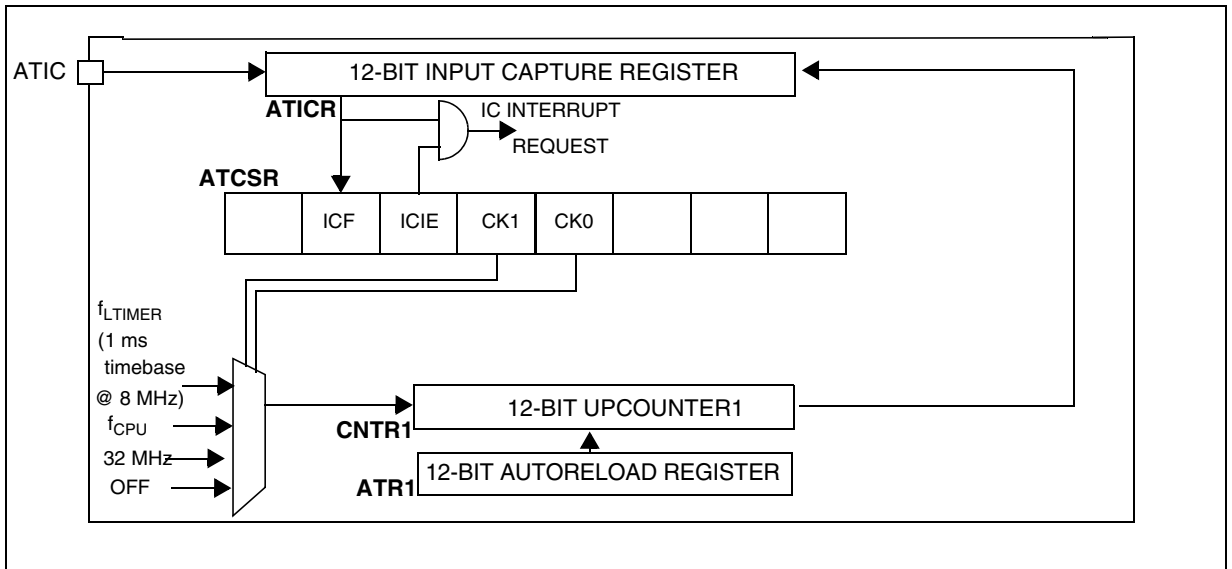 ATIC
12-BIT INPUT CAPTURE REGISTER
ATICR
IC INTERRUPT
REQUEST
ATCSR
ICF
ICIE
CK1
CK0
fLTIMER
(1 ms
timebase
@ 8 MHz)
fCPU
32 MHz
OFF
12-BIT UPCOUNTER1
CNTR1
12-BIT AUTORELOAD REGISTER
ATR1